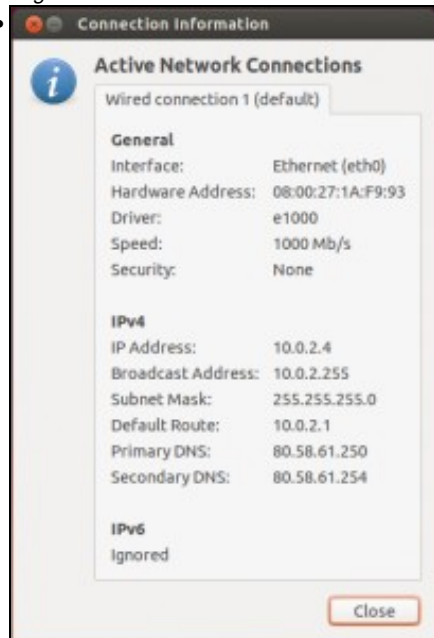 Connection Information
Active Network Connections
Wired connection 1 (default)
General
Interface: Ethernet (eth0)
Hardware Address: 08:00:27:1A:F9:93
Driver: e1000
Speed: 1000 Mb/s
Security: None
IPv4
IP Address: 10.0.2.4
Broadcast Address: 10.0.2.255
Subnet Mask: 255.255.255.0
Default Route: 10.0.2.1
Primary DNS: 80.58.61.250
Secondary DNS: 80.58.61.254
IPv6
Ignored
Close